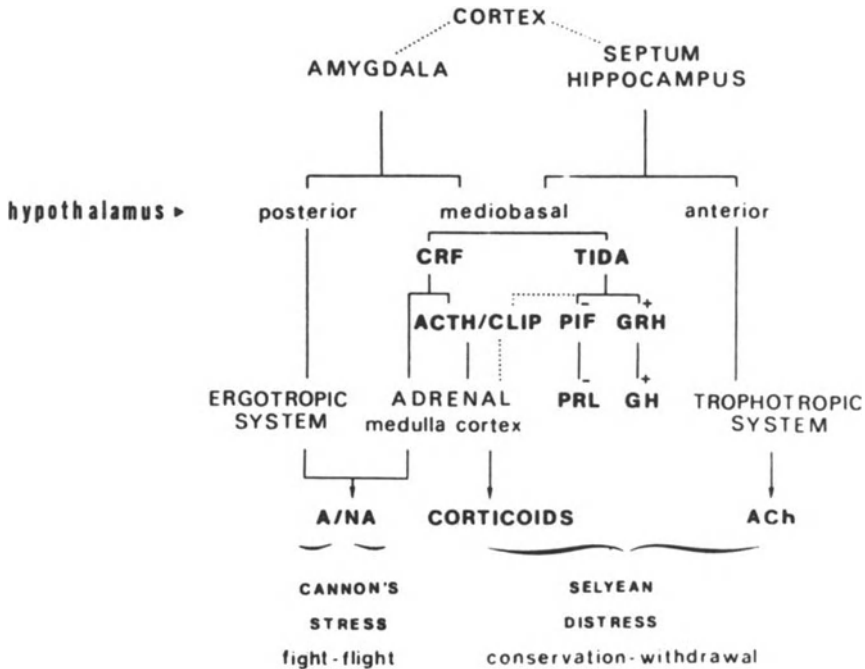 CORTEX
AMYGDALA
SEPTUM
HIPPOCAMPUS
hypothalamus ▸ posterior mediobasal anterior
CRF TIDA
- +
ACTH/CLIP PIF GRH
- +
PRL GH
ERGOTROPIC
SYSTEM
ADRENAL
medulla cortex
TROPHOTROPIC
SYSTEM
A/NA CORTICOIDS ACh
CANNON'S
STRESS
fight-flight
SELYEAN
DISTRESS
conservation-withdrawal